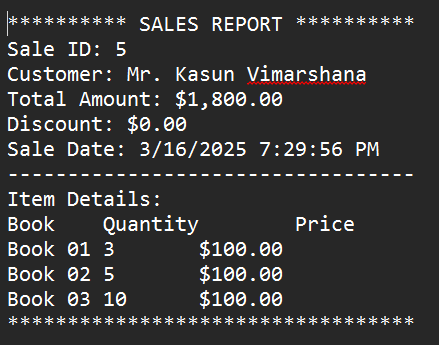 ********** SALES REPORT **********
Sale ID: 5
Customer: Mr. Kasun Vimarshana
Total Amount: $1,800.00
Discount: $0.00
Sale Date: 3/16/2025 7:29:56 PM
----------------------------------
Item Details:
Book    Quantity        Price
Book 01 3       $100.00
Book 02 5       $100.00
Book 03 10      $100.00
**********************************